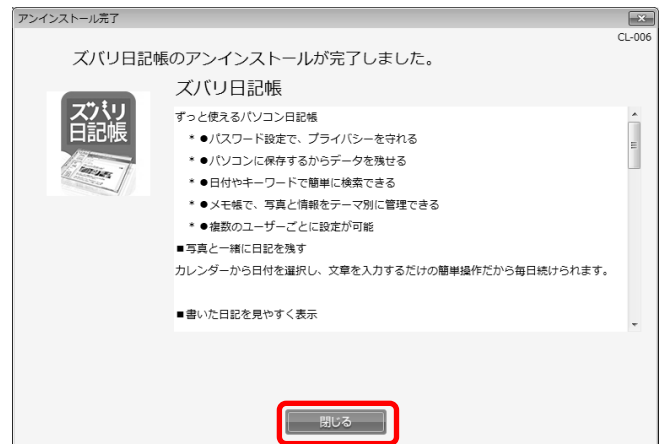 アンインストール完了
CL-006
ズバリ日記帳のアンインストールが完了しました。
ズバリ日記帳
ズバリ
日記帳
ずっと使えるパソコン日記帳
* ●パスワード設定で、プライバシーを守れる
* ●パソコンに保存するからデータを残せる
* ●日付やキーワードで簡単に検索できる
* ●メモ帳で、写真と情報をテーマ別に管理できる
* ●複数のユーザーごとに設定が可能
■写真と一緒に日記を残す
カレンダーから日付を選択し、文章を入力するだけの簡単操作だから毎日続けられます。
■書いた日記を見やすく表示
閉じる